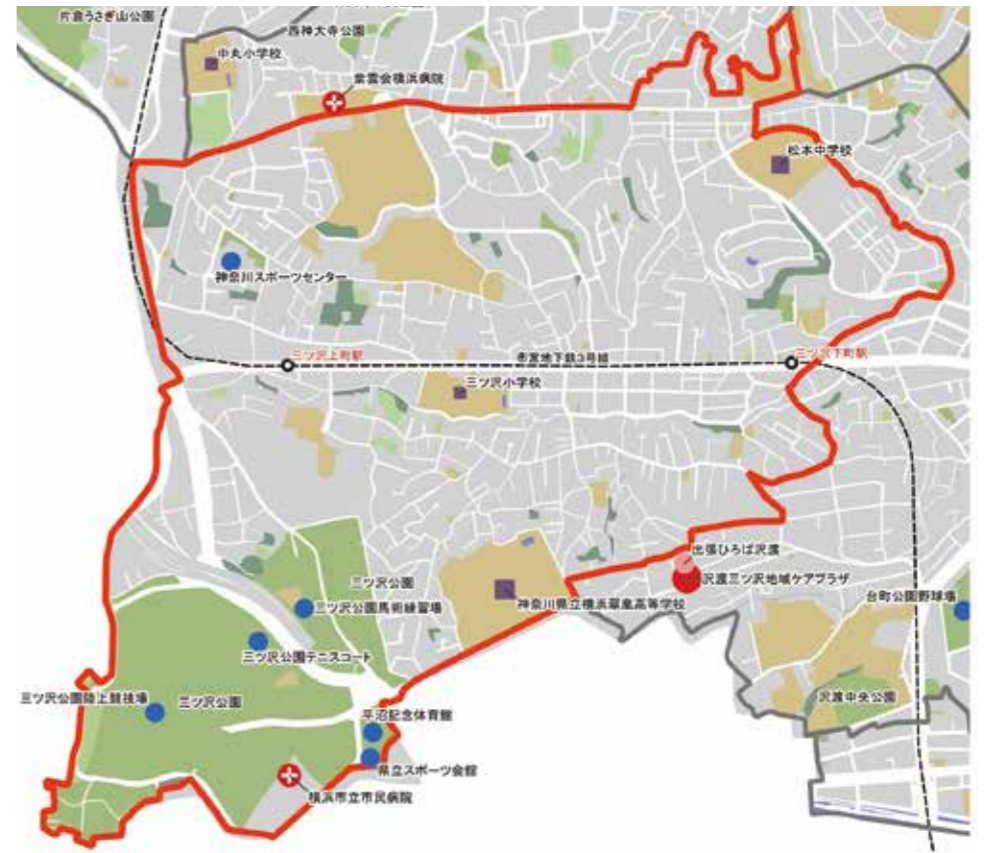 片倉うさぎ山公園
西神大寺公園
中丸小学校
紫雲会横浜病院
松本中学校
神奈川スポーツセンター
三ツ沢上町駅
市営地下鉄3号線
三ツ沢下町駅
三ツ沢小学校
出張ひろば沢渡
沢渡三ツ沢地域ケアプラザ
三ツ沢公園
三ツ沢公園馬術練習場
神奈川県立横浜翠嵐高等学校
台町公園野球場
三ツ沢公園テニスコート
三ツ沢公園陸上競技場
三ツ沢公園
沢渡中央公園
平沼記念体育館
県立スポーツ会館
横浜市立市民病院